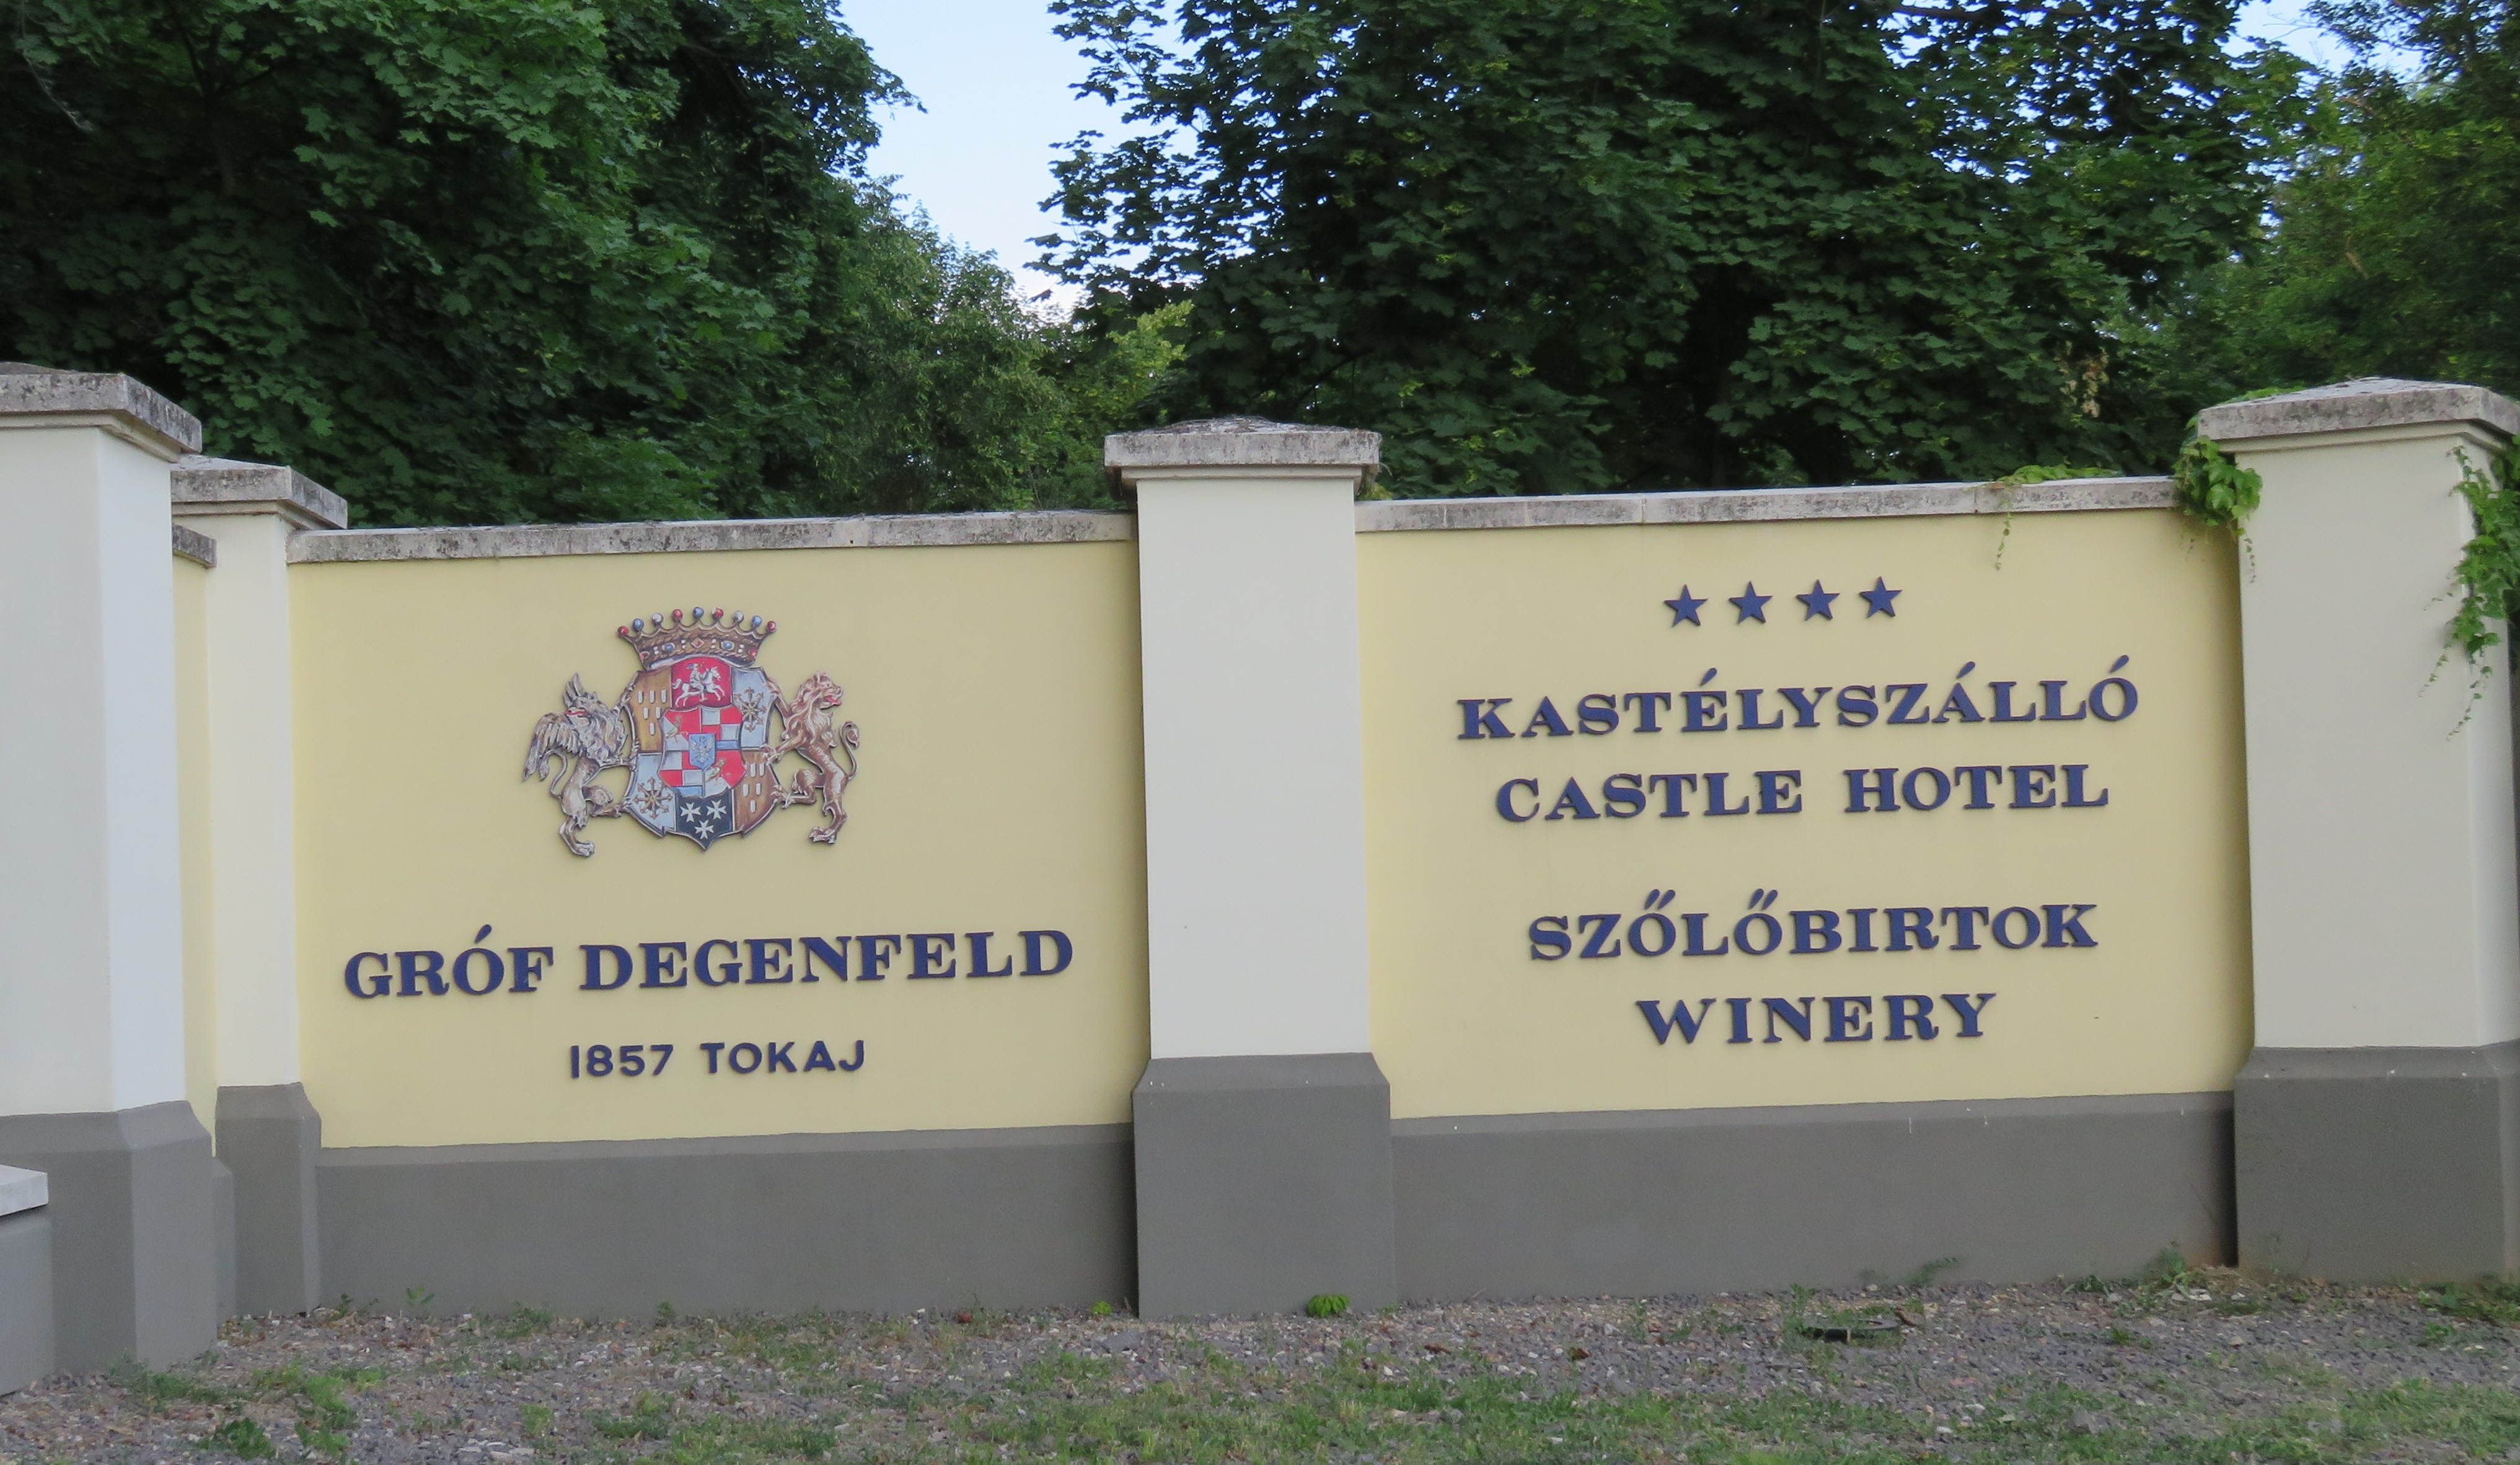 GRÓF DEGENFELD
1857 TOKAJ
KASTÉLYSZÁLLÓ
CASTLE HOTEL
SZŐLŐBIRTOK
WINERY